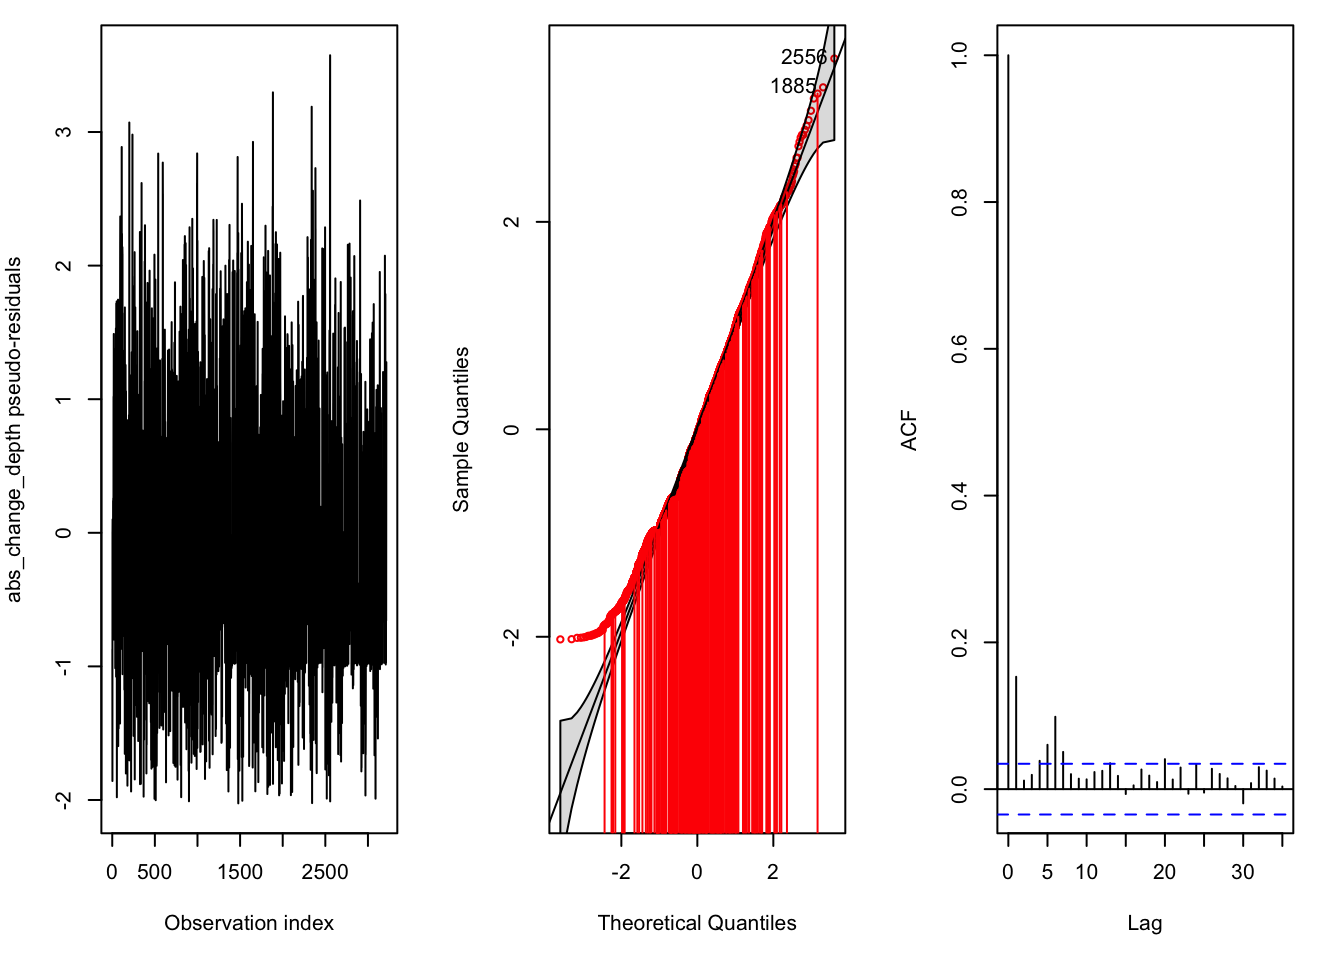 abs_change_depth pseudo-residuals
3
2
1
0
-1
-2
0 500 1500 2500
Observation index
Sample Quantiles
2
0
-2
2556
1885
-2 0 2
Theoretical Quantiles
ACF
1.0
0.8
0.6
0.4
0.2
0.0
0 5 10 20 30
Lag